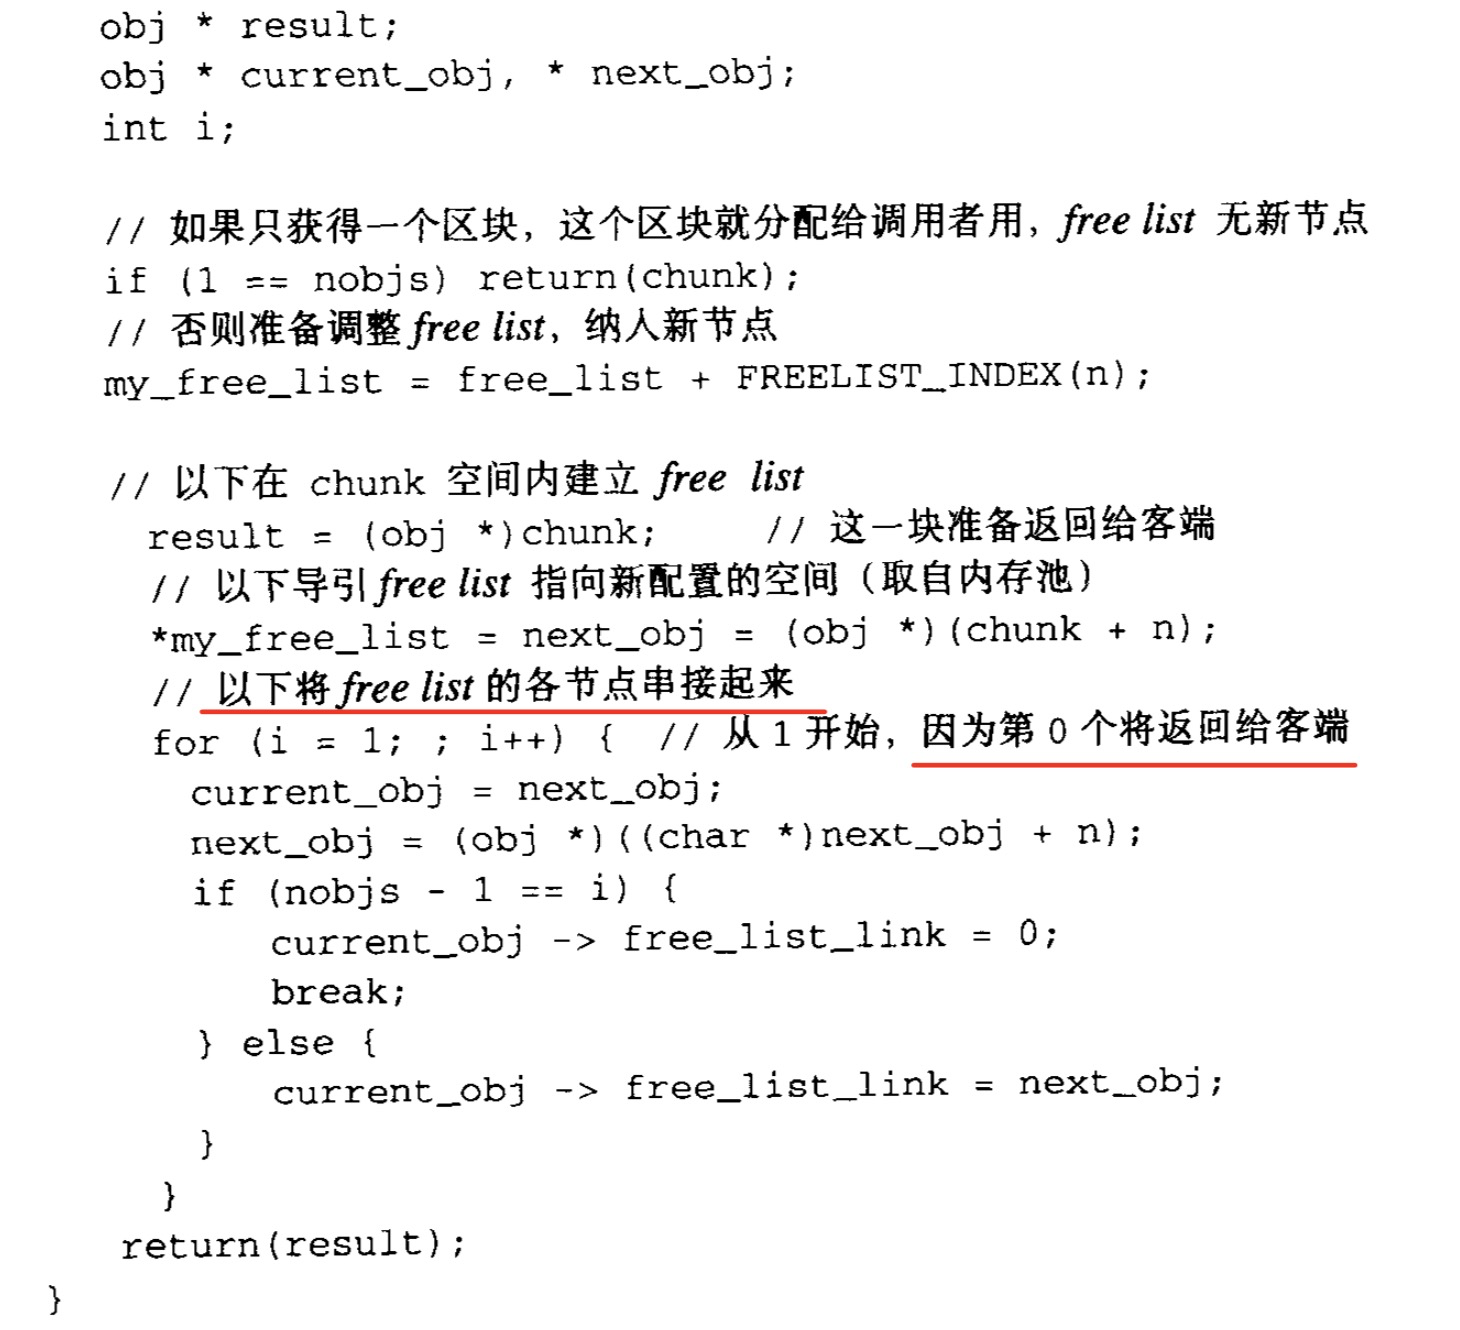 obj * result;
obj * current_obj, * next_obj;
int i;
// 如果只获得一个区块，这个区块就分配给调用者用，free list 无新节点
if (1 == nobjs) return(chunk);
// 否则准备调整 free list，纳人新节点
my_free_list = free_list + FREELIST_INDEX(n);
// 以下在 chunk 空间内建立 free list
result = (obj *)chunk; // 这一块准备返回给客端
// 以下导引 free list 指向新配置的空间（取自内存池）
*my_free_list = next_obj = (obj *)(chunk + n);
// 以下将 free list 的各节点串接起来
for (i = 1; ; i++) { // 从 1 开始，因为第 0 个将返回给客端
current_obj = next_obj;
next_obj = (obj *)((char *)next_obj + n);
if (nobjs - 1 == i) {
current_obj -> free_list_link = 0;
break;
} else {
current_obj -> free_list_link = next_obj;
}
}
return(result);
}